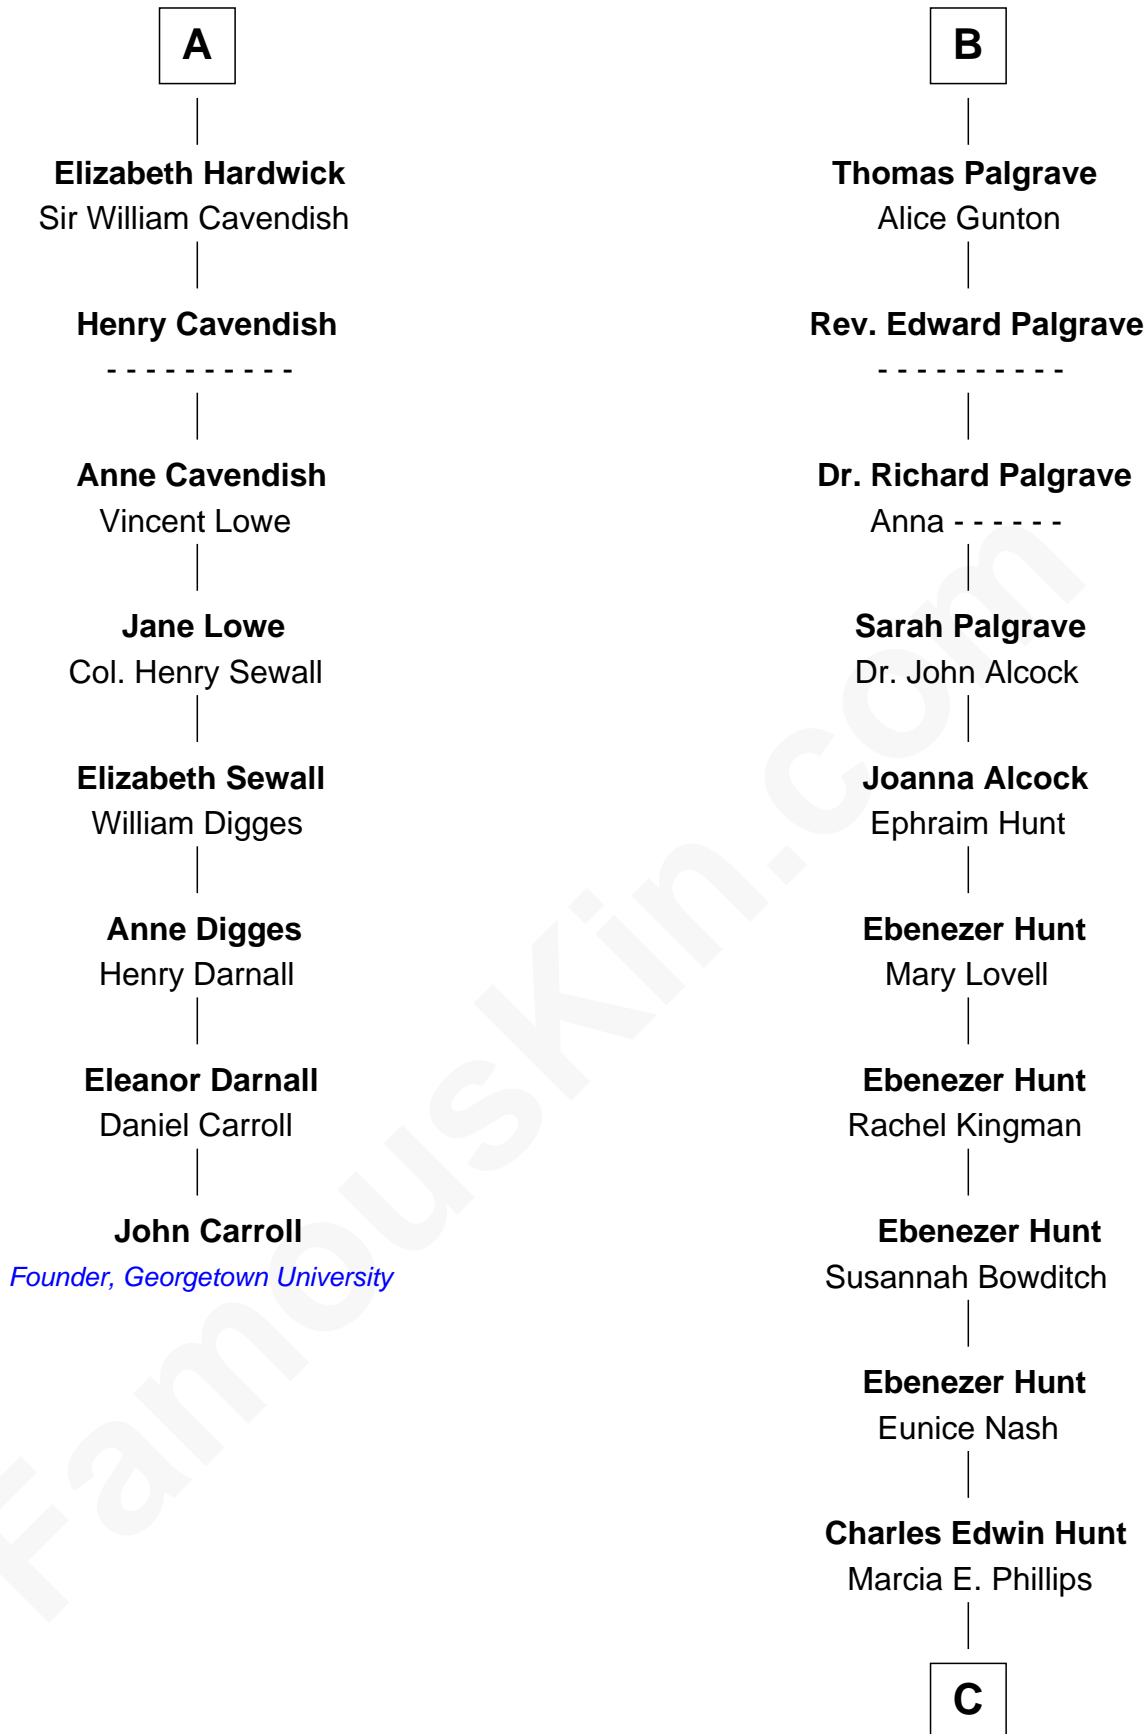 A
Elizabeth Hardwick
Sir William Cavendish
Henry Cavendish
- - - - - - - - - -
Anne Cavendish
Vincent Lowe
Jane Lowe
Col. Henry Sewall
Elizabeth Sewall
William Digges
Anne Digges
Henry Darnall
Eleanor Darnall
Daniel Carroll
John Carroll
Founder, Georgetown University
B
Thomas Palgrave
Alice Gunton
Rev. Edward Palgrave
- - - - - - - - - -
Dr. Richard Palgrave
Anna - - - - - -
Sarah Palgrave
Dr. John Alcock
Joanna Alcock
Ephraim Hunt
Ebenezer Hunt
Mary Lovell
Ebenezer Hunt
Rachel Kingman
Ebenezer Hunt
Susannah Bowditch
Ebenezer Hunt
Eunice Nash
Charles Edwin Hunt
Marcia E. Phillips
C
FamousKin.com